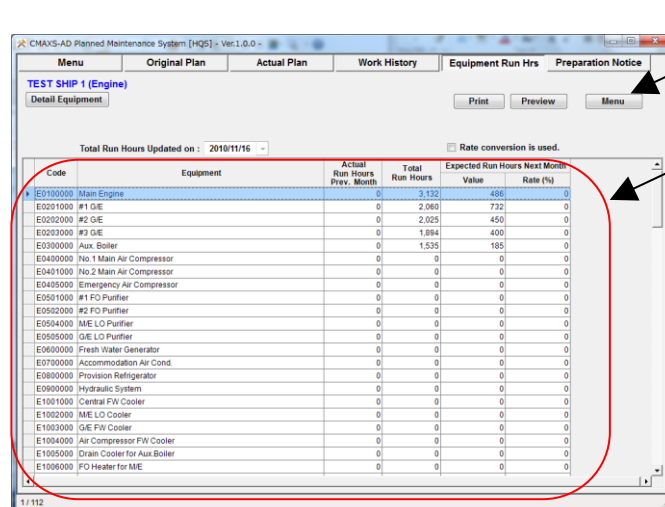 CMAXS-AD Planned Maintenance System [HQS] - Ver.1.0.0 -
Menu Original Plan Actual Plan Work History Equipment Run Hrs Preparation Notice
TEST SHIP 1 (Engine)
Detail Equipment Print Preview Menu
Total Run Hours Updated on : 2010/11/16 Rate conversion is used.
Code Equipment Actual Run Hours Prev. Month Total Run Hours Expected Run Hours Next Month Value Rate (%)
E0100000 Main Engine 0 3,132 486 0
E0201000 #1 G/E 0 2,060 732 0
E0202000 #2 G/E 0 2,025 450 0
E0203000 #3 G/E 0 1,894 400 0
E0300000 Aux. Boiler 0 1,535 185 0
E0400000 No.1 Main Air Compressor 0 0 0 0
E0401000 No.2 Main Air Compressor 0 0 0 0
E0405000 Emergency Air Compressor 0 0 0 0
E0501000 #1 FO Purifier 0 0 0 0
E0502000 #2 FO Purifier 0 0 0 0
E0504000 M/E LO Purifier 0 0 0 0
E0505000 G/E LO Purifier 0 0 0 0
E0600000 Fresh Water Generator 0 0 0 0
E0700000 Accommodation Air Cond. 0 0 0 0
E0800000 Provision Refrigerator 0 0 0 0
E0900000 Hydraulic System 0 0 0 0
E1001000 Central FW Cooler 0 0 0 0
E1002000 M/E LO Cooler 0 0 0 0
E1003000 G/E FW Cooler 0 0 0 0
E1004000 Air Compressor FW Cooler 0 0 0 0
E1005000 Drain Cooler for Aux.Boiler 0 0 0 0
E1006000 FO Heater for M/E 0 0 0 0
1 / 112